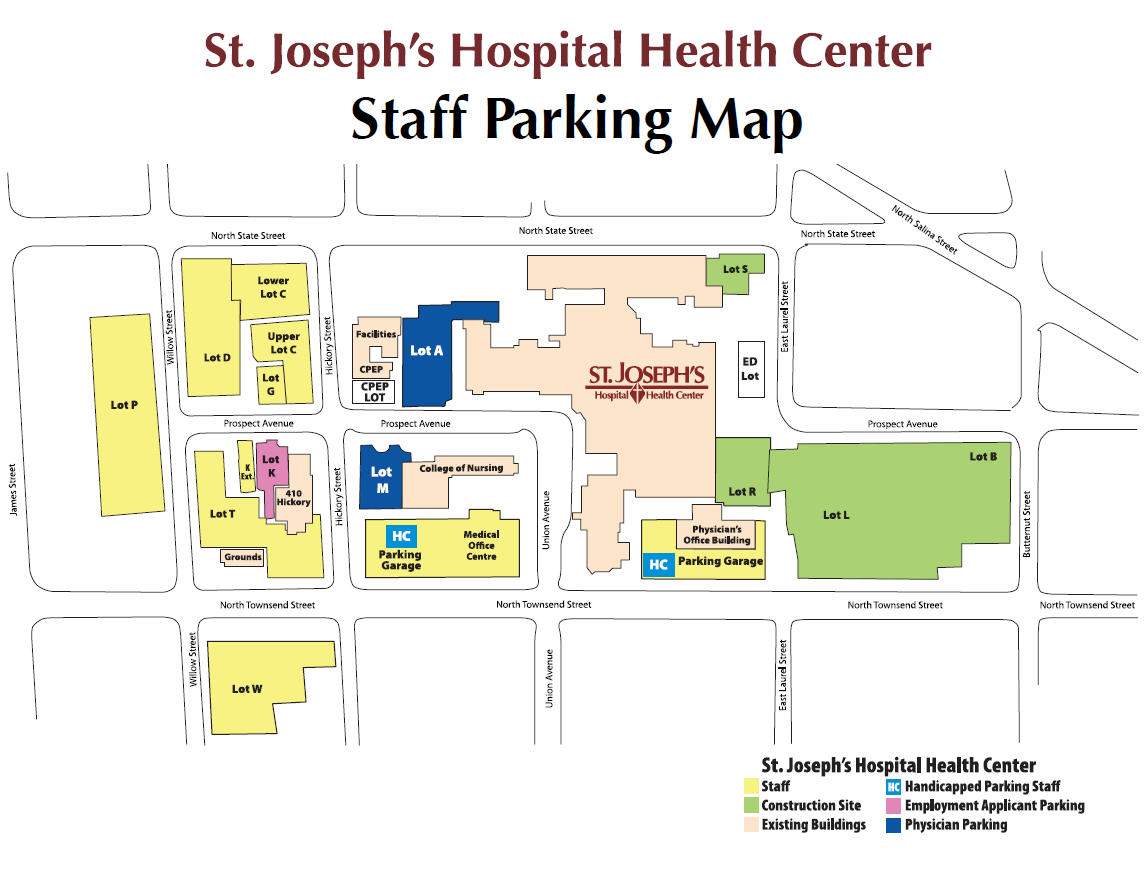 St. Joseph's Hospital Health Center
Staff Parking Map
North Salina Street
North State Street
North State Street
North State Street
Lower
Lot C
Lot S
Willow Street
Hickory Street
East Laurel Street
Facilities
Upper
Lot C
Lot D
Lot A
ED
Lot
CPEP
ST. JOSEPH'S
Hospital Health Center
Lot
G
CPEP
LOT
Lot P
Prospect Avenue
Prospect Avenue
Prospect Avenue
James Street
K
Ext.
Lot
K
Hickory Street
Lot
M
College of Nursing
Lot B
410
Hickory
Lot R
Lot T
Lot L
Union Avenue
Butternut Street
HC
Parking
Garage
Medical
Office
Centre
Physician's
Office Building
Grounds
HC
Parking Garage
North Townsend Street
North Townsend Street
North Townsend Street
North Townsend Street
Willow Street
Lot W
Union Avenue
East Laurel Street
St. Joseph's Hospital Health Center
Staff
HC Handicapped Parking Staff
Construction Site
Employment Applicant Parking
Existing Buildings
Physician Parking